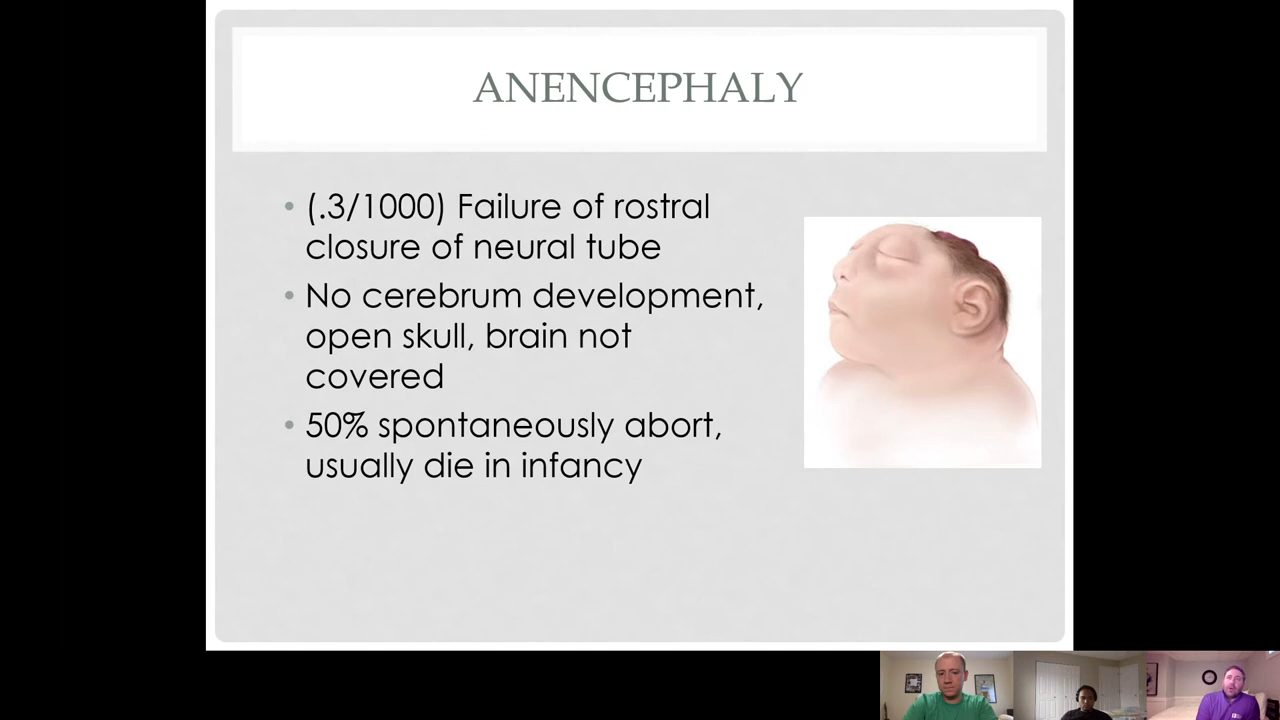 ANENCEPHALY
• (.3/1000) Failure of rostral
closure of neural tube
• No cerebrum development,
open skull, brain not
covered
• 50% spontaneously abort,
usually die in infancy